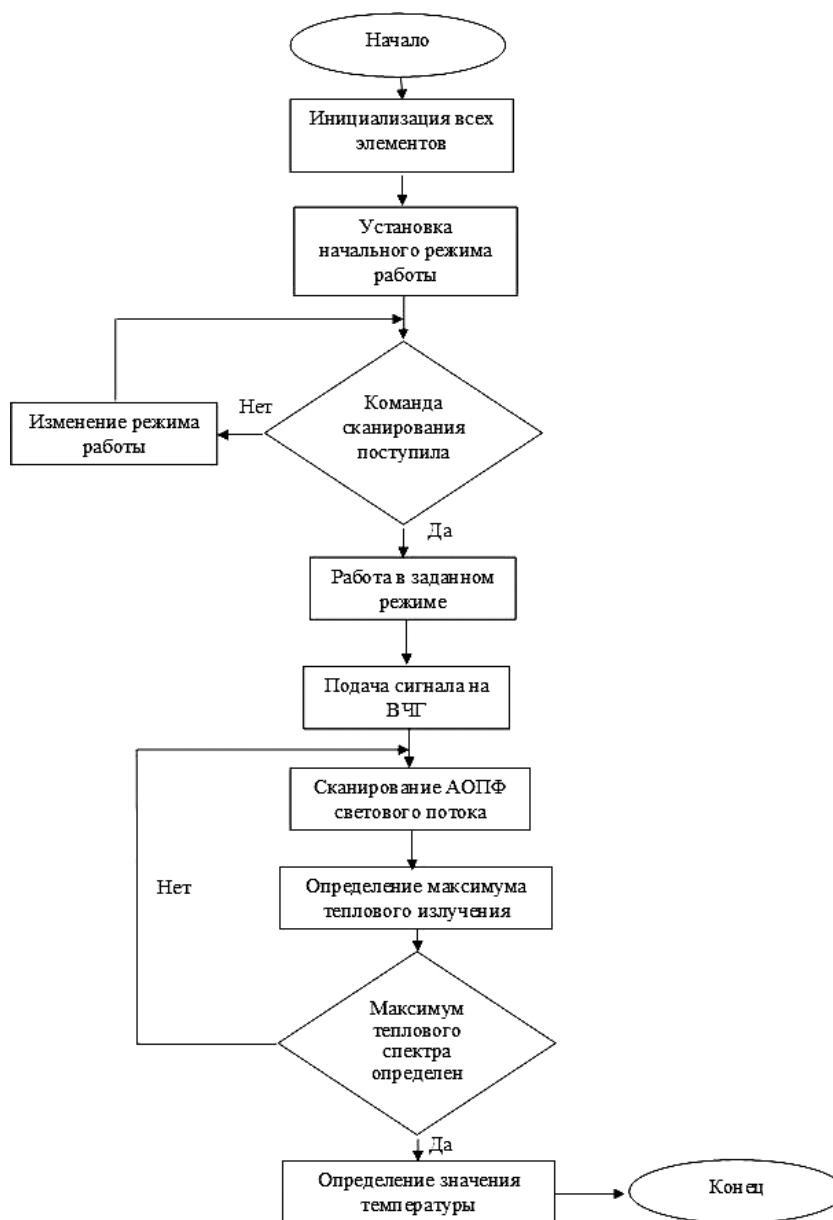 Начало
Инициализация всех
элементов
Установка
начального режима
работы
Нет
Изменение режима
работы
Команда
сканирования
поступила
Да
Работа в заданном
режиме
Подача сигнала на
ВЧГ
Сканирование АОПФ
светового потока
Нет
Определение максимума
теплового излучения
Максимум
теплового
спектра
определен
Да
Определение значения
температуры
Конец